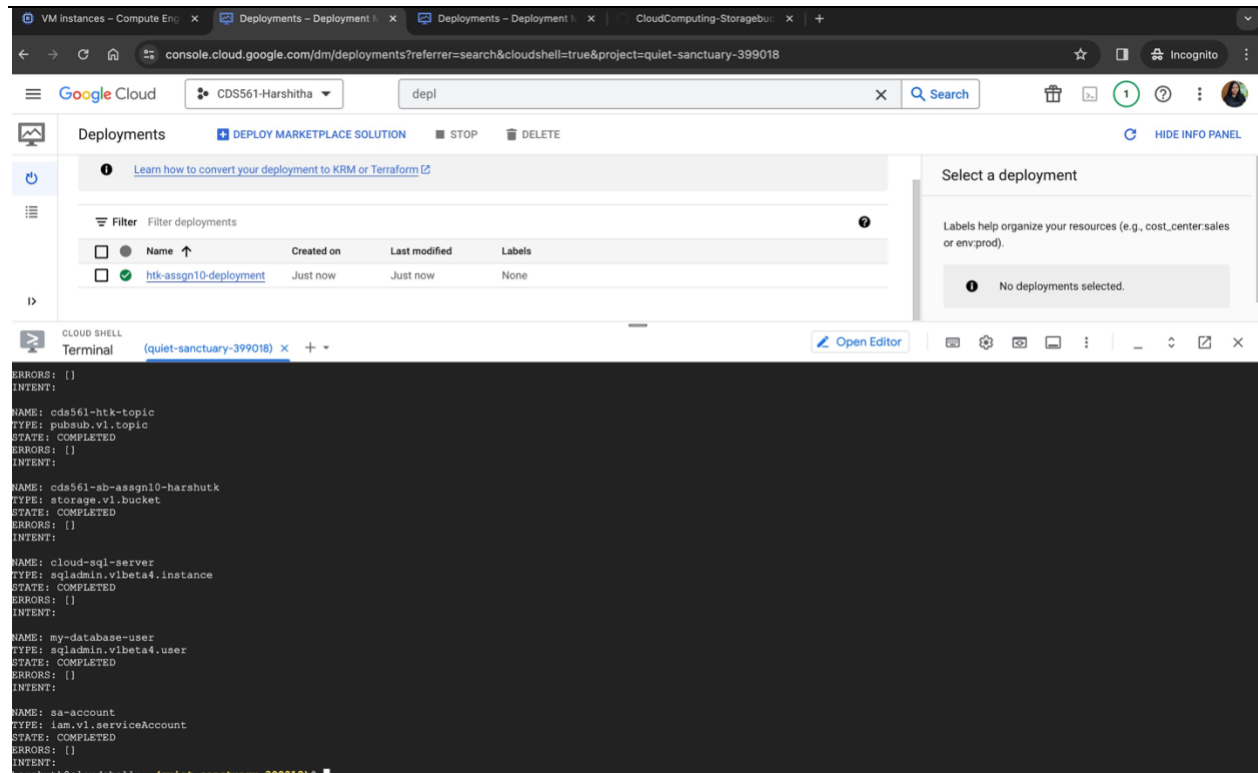 VM instances – Compute Eng
Deployments – Deployment M
Deployments – Deployment M
CloudComputing-Storagebuc
console.cloud.google.com/dm/deployments?referrer=search&cloudshell=true&project=quiet-sanctuary-399018
Incognito
Google Cloud
CDS561-Harshitha
depl
Search
1
Deployments
DEPLOY MARKETPLACE SOLUTION
STOP
DELETE
HIDE INFO PANEL
Learn how to convert your deployment to KRM or Terraform
Select a deployment
Filter Filter deployments
Labels help organize your resources (e.g., cost_center:sales
or env:prod).
Name Created on Last modified Labels
htk-assgn10-deployment Just now Just now None
No deployments selected.
CLOUD SHELL
Terminal
(quiet-sanctuary-399018)
Open Editor
ERRORS: []
INTENT:
NAME: cds561-htk-topic
TYPE: pubsub.v1.topic
STATE: COMPLETED
ERRORS: []
INTENT:
NAME: cds561-sb-assgn10-harshutk
TYPE: storage.v1.bucket
STATE: COMPLETED
ERRORS: []
INTENT:
NAME: cloud-sql-server
TYPE: sqladmin.v1beta4.instance
STATE: COMPLETED
ERRORS: []
INTENT:
NAME: my-database-user
TYPE: sqladmin.v1beta4.user
STATE: COMPLETED
ERRORS: []
INTENT:
NAME: sa-account
TYPE: iam.v1.serviceAccount
STATE: COMPLETED
ERRORS: []
INTENT: